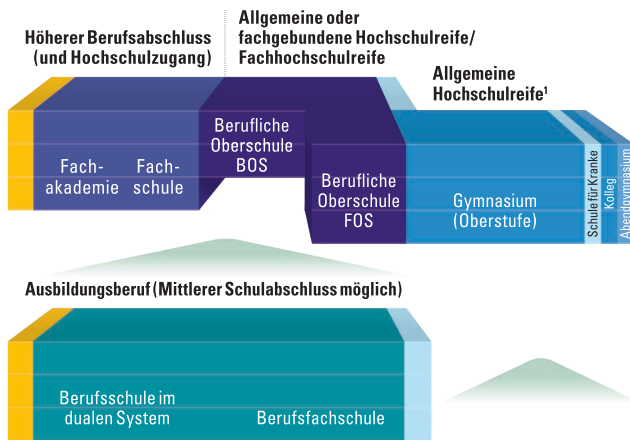 Höherer Berufsabschluss
(und Hochschulzugang)
Allgemeine oder
fachgebundene Hochschulreife/
Fachhochschulreife
Allgemeine
Hochschulreife¹
Fach-
akademie
Fach-
schule
Berufliche
Oberschule
BOS
Berufliche
Oberschule
FOS
Gymnasium
(Oberstufe)
Schule für Kranke
Kolleg
Abendgymnasium
Ausbildungsberuf (Mittlerer Schulabschluss möglich)
Berufsschule im
dualen System
Berufsfachschule